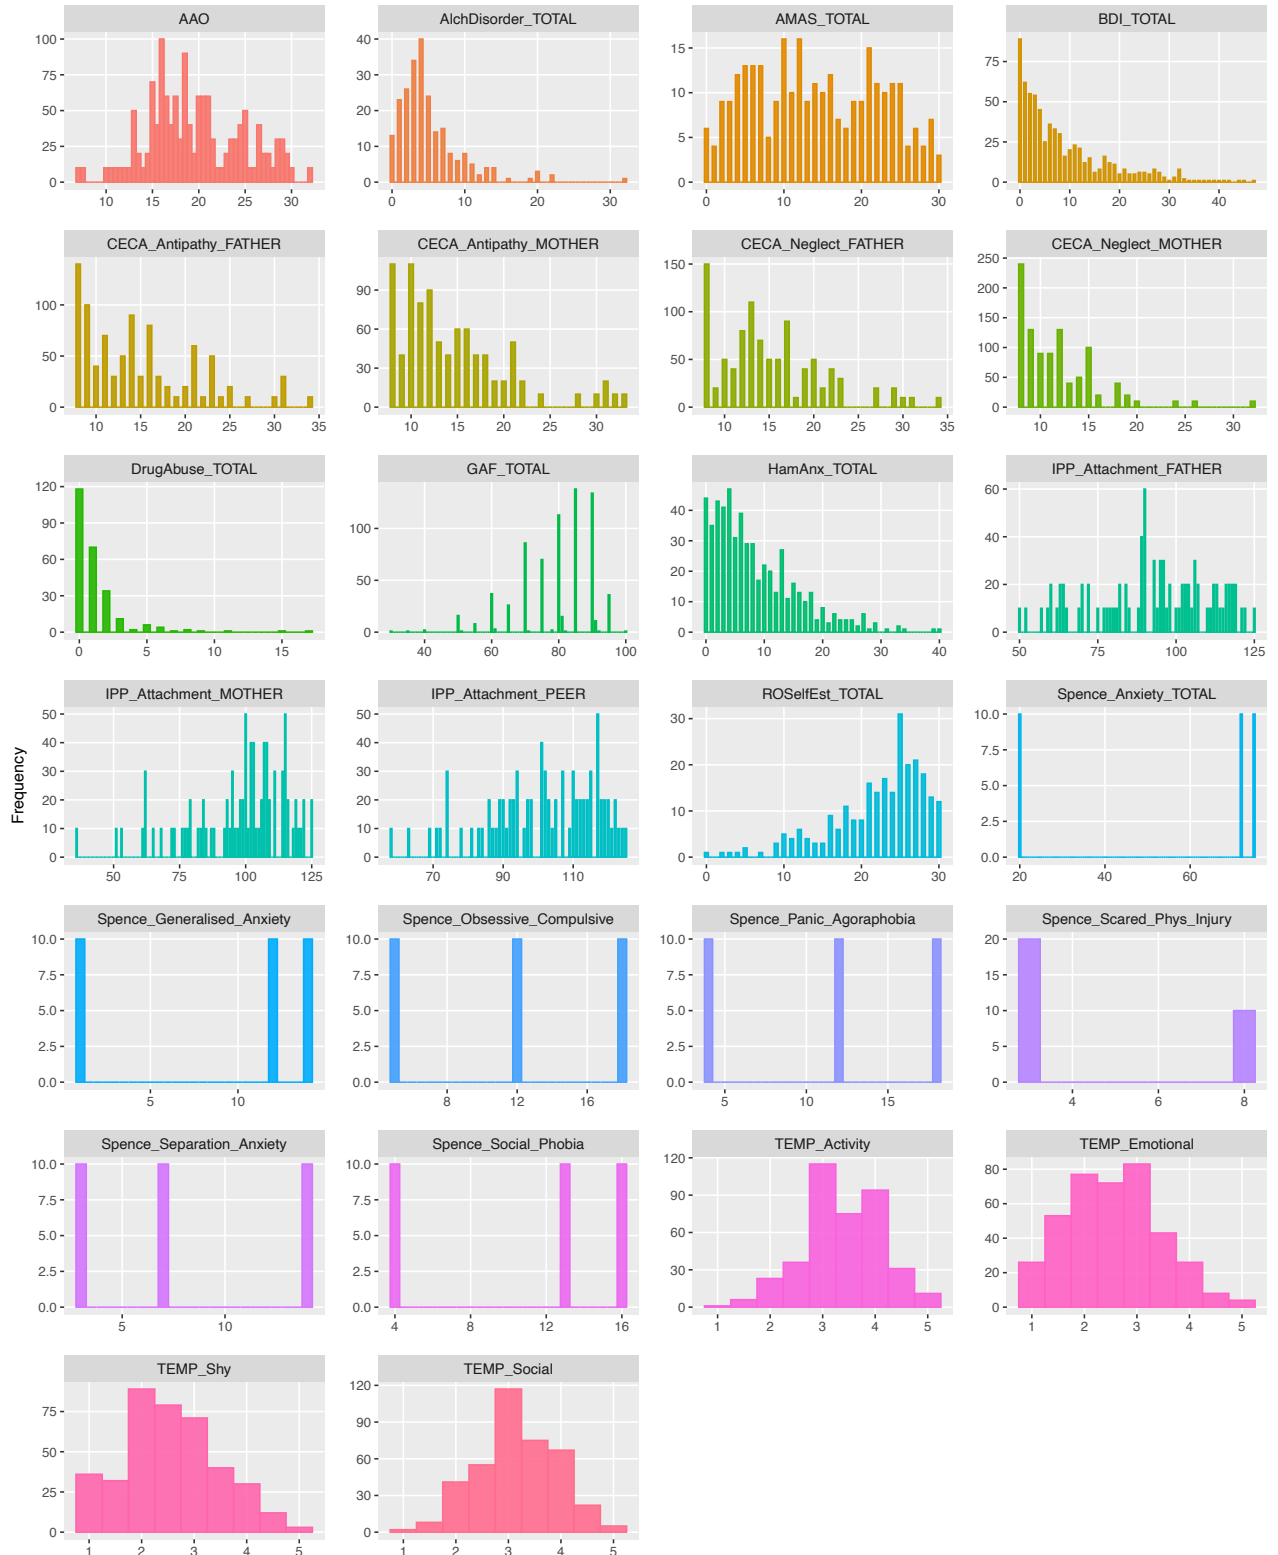 AAO AlchDisorder_TOTAL AMAS_TOTAL BDI_TOTAL
100 75 50 25 0
10 15 20 25 30
40 30 20 10 0
0 10 20 30
15 10 5 0
0 10 20 30
75 50 25 0
0 10 20 30 40
CECA_Antipathy_FATHER CECA_Antipathy_MOTHER CECA_Neglect_FATHER CECA_Neglect_MOTHER
100 50 0
10 15 20 25 30 35
90 60 30 0
10 15 20 25 30
150 100 50 0
10 15 20 25 30 35
250 200 150 100 50 0
10 15 20 25 30
DrugAbuse_TOTAL GAF_TOTAL HamAnx_TOTAL IPP_Attachment_FATHER
120 90 60 30 0
0 5 10 15
100 50 0
40 60 80 100
40 30 20 10 0
0 10 20 30 40
60 40 20 0
50 75 100 125
IPP_Attachment_MOTHER IPP_Attachment_PEER ROSelfEst_TOTAL Spence_Anxiety_TOTAL
50 40 30 20 10 0
50 75 100 125
50 40 30 20 10 0
70 90 110
30 20 10 0
0 10 20 30
10.0 7.5 5.0 2.5 0.0
20 40 60
Frequency
Spence_Generalised_Anxiety Spence_Obsessive_Compulsive Spence_Panic_Agoraphobia Spence_Scared_Phys_Injury
10.0 7.5 5.0 2.5 0.0
5 10
10.0 7.5 5.0 2.5 0.0
8 12 16
10.0 7.5 5.0 2.5 0.0
5 10 15
20 15 10 5 0
4 6 8
Spence_Separation_Anxiety Spence_Social_Phobia TEMP_Activity TEMP_Emotional
10.0 7.5 5.0 2.5 0.0
5 10
10.0 7.5 5.0 2.5 0.0
4 8 12 16
120 90 60 30 0
1 2 3 4 5
80 60 40 20 0
1 2 3 4 5
TEMP_Shy TEMP_Social
75 50 25 0
1 2 3 4 5
120 90 60 30 0
1 2 3 4 5